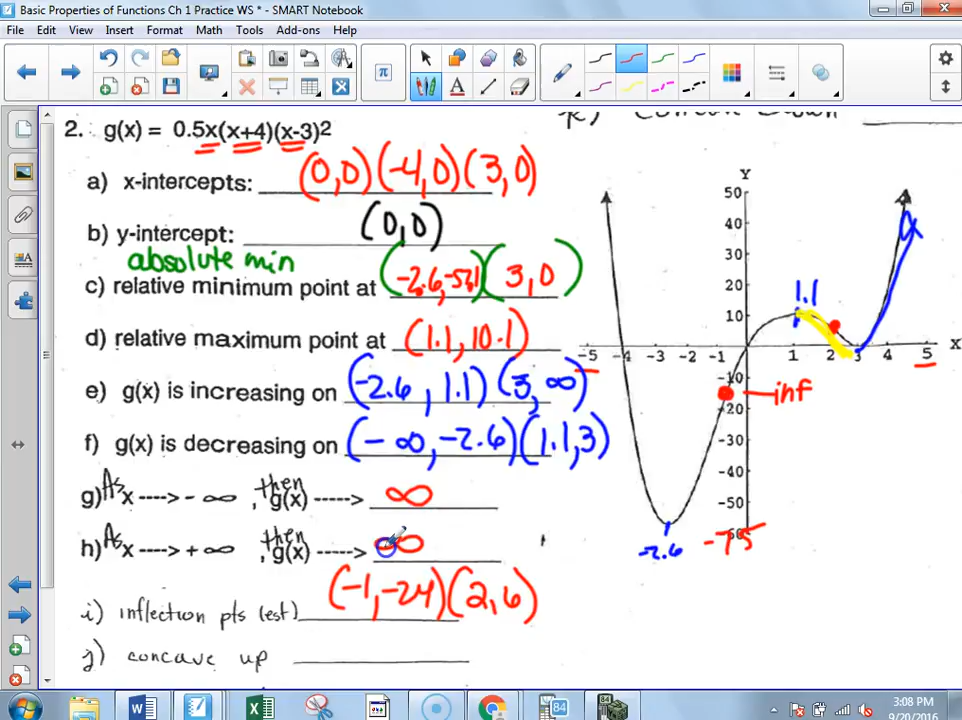 Basic Properties of Functions Ch 1 Practice WS * - SMART Notebook
File Edit View Insert Format Math Tools Add-ons Help
2. g(x) = 0.5x(x+4)(x-3)2
a) x-intercepts: (0,0)(-4,0)(3,0)
b) y-intercept: (0,0)
absolute min
c) relative minimum point at (-2.6,-57.1)(3,0)
d) relative maximum point at (1.1, 10.1)
e) g(x) is increasing on (-2.6, 1.1)(3, ∞)
f) g(x) is decreasing on (-∞, -2.6)(1.1,3)
g) As x ----> - ∞ , then g(x) -----> ∞
h) As x ----> + ∞ , then g(x) -----> ∞
i) inflection pts (est) (-1,-24)(2,6)
j) concave up
k) Concave Down
Y
50
40
30
20
10
-10
-20
-30
-40
-50
-5 -4 -3 -2 -1 1 2 3 4 5 X
1.1
inf
-2.6
-75
84
84
3:08 PM
9/20/2016